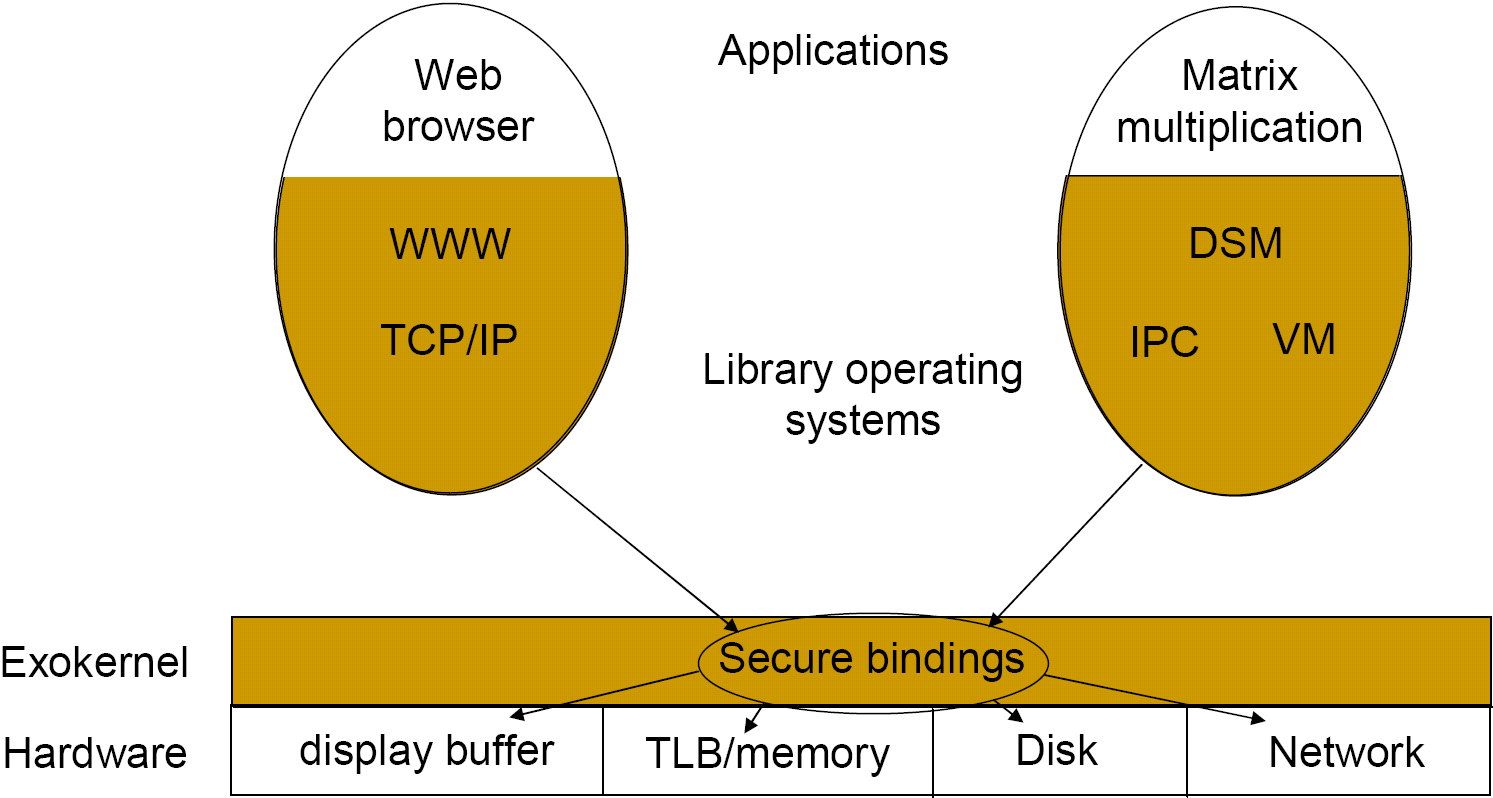 Applications
Web
browser
Matrix
multiplication
WWW
TCP/IP
DSM
IPC
VM
Library operating
systems
Exokernel
Secure bindings
Hardware
display buffer
TLB/memory
Disk
Network